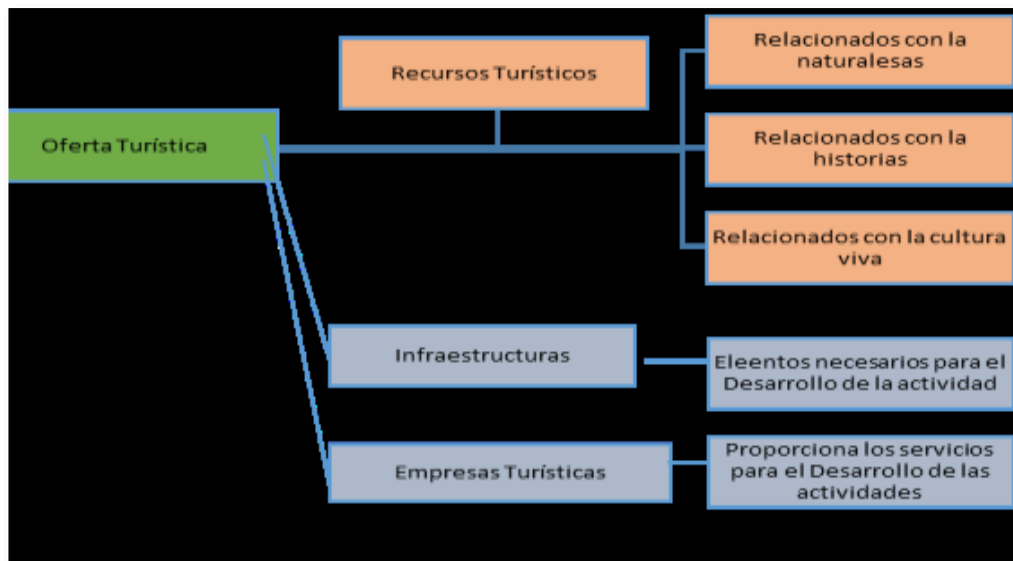 Oferta Turística
Recursos Turísticos
Relacionados con la
naturalesas
Relacionados con la
historias
Relacionados con la cultura
viva
Infraestructuras
Eleentos necesarios para el
Desarrollo de la actividad
Empresas Turísticas
Proporciona los servicios
para el Desarrollo de las
actividades